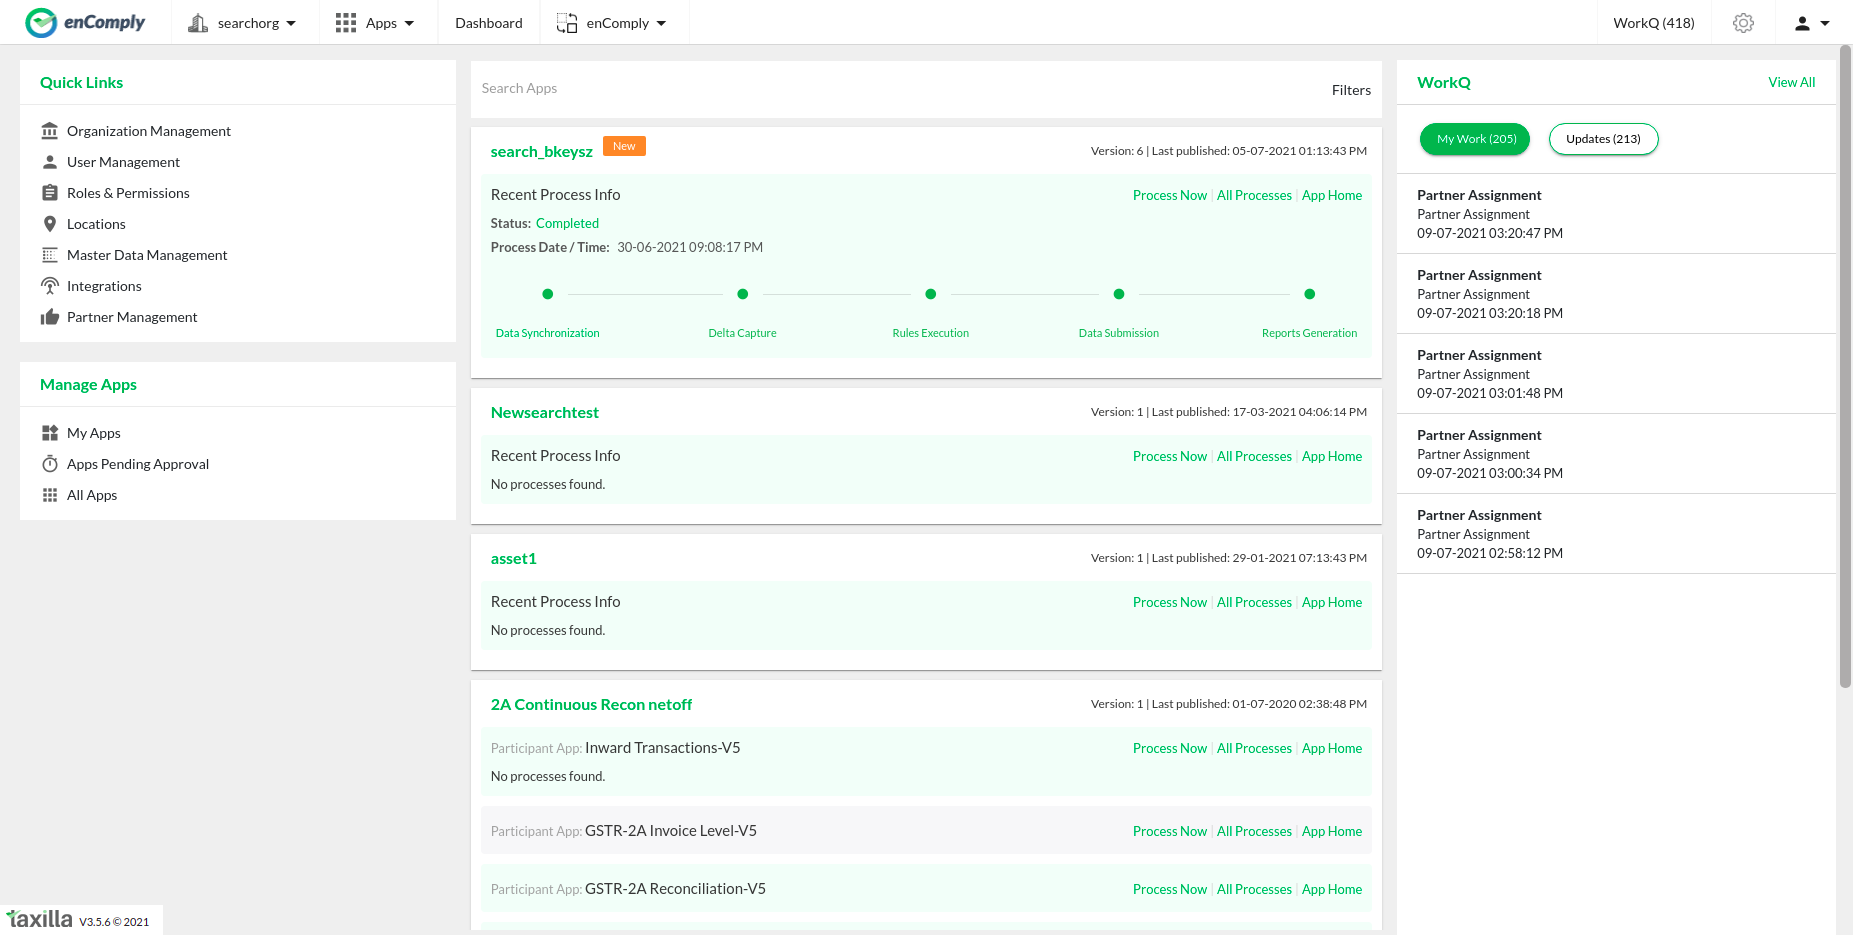 enComply searchorg Apps Dashboard enComply WorkQ (418)
Quick Links
Organization Management
User Management
Roles & Permissions
Locations
Master Data Management
Integrations
Partner Management
Manage Apps
My Apps
Apps Pending Approval
All Apps
Search Apps Filters
search_bkeysz New Version: 6 | Last published: 05-07-2021 01:13:43 PM
Recent Process Info Process Now | All Processes | App Home
Status: Completed
Process Date / Time: 30-06-2021 09:08:17 PM
Data Synchronization Delta Capture Rules Execution Data Submission Reports Generation
Newsearchtest Version: 1 | Last published: 17-03-2021 04:06:14 PM
Recent Process Info Process Now | All Processes | App Home
No processes found.
asset1 Version: 1 | Last published: 29-01-2021 07:13:43 PM
Recent Process Info Process Now | All Processes | App Home
No processes found.
2A Continuous Recon netoff Version: 1 | Last published: 01-07-2020 02:38:48 PM
Participant App: Inward Transactions-V5 Process Now | All Processes | App Home
No processes found.
Participant App: GSTR-2A Invoice Level-V5 Process Now | All Processes | App Home
Participant App: GSTR-2A Reconciliation-V5 Process Now | All Processes | App Home
WorkQ View All
My Work (205) Updates (213)
Partner Assignment
Partner Assignment
09-07-2021 03:20:47 PM
Partner Assignment
Partner Assignment
09-07-2021 03:20:18 PM
Partner Assignment
Partner Assignment
09-07-2021 03:01:48 PM
Partner Assignment
Partner Assignment
09-07-2021 03:00:34 PM
Partner Assignment
Partner Assignment
09-07-2021 02:58:12 PM
taxilla V3.5.6 © 2021